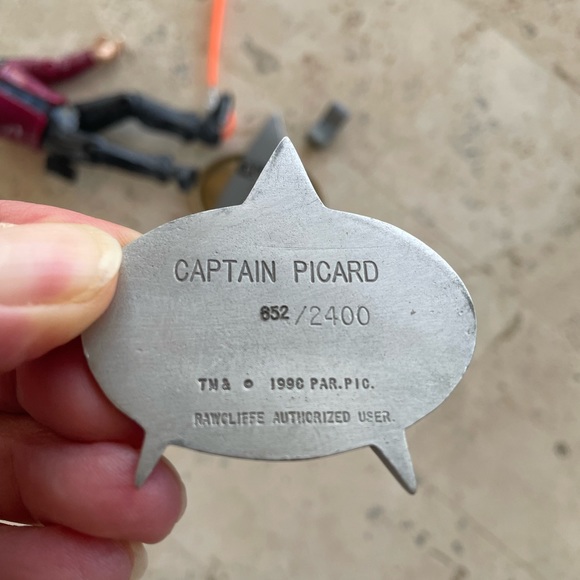 CAPTAIN PICARD
652/2400
TM& © 1996 PAR.PIC.
RAWCLIFFE AUTHORIZED USER.